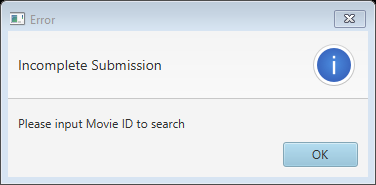 Error
Incomplete Submission
Please input Movie ID to search
OK